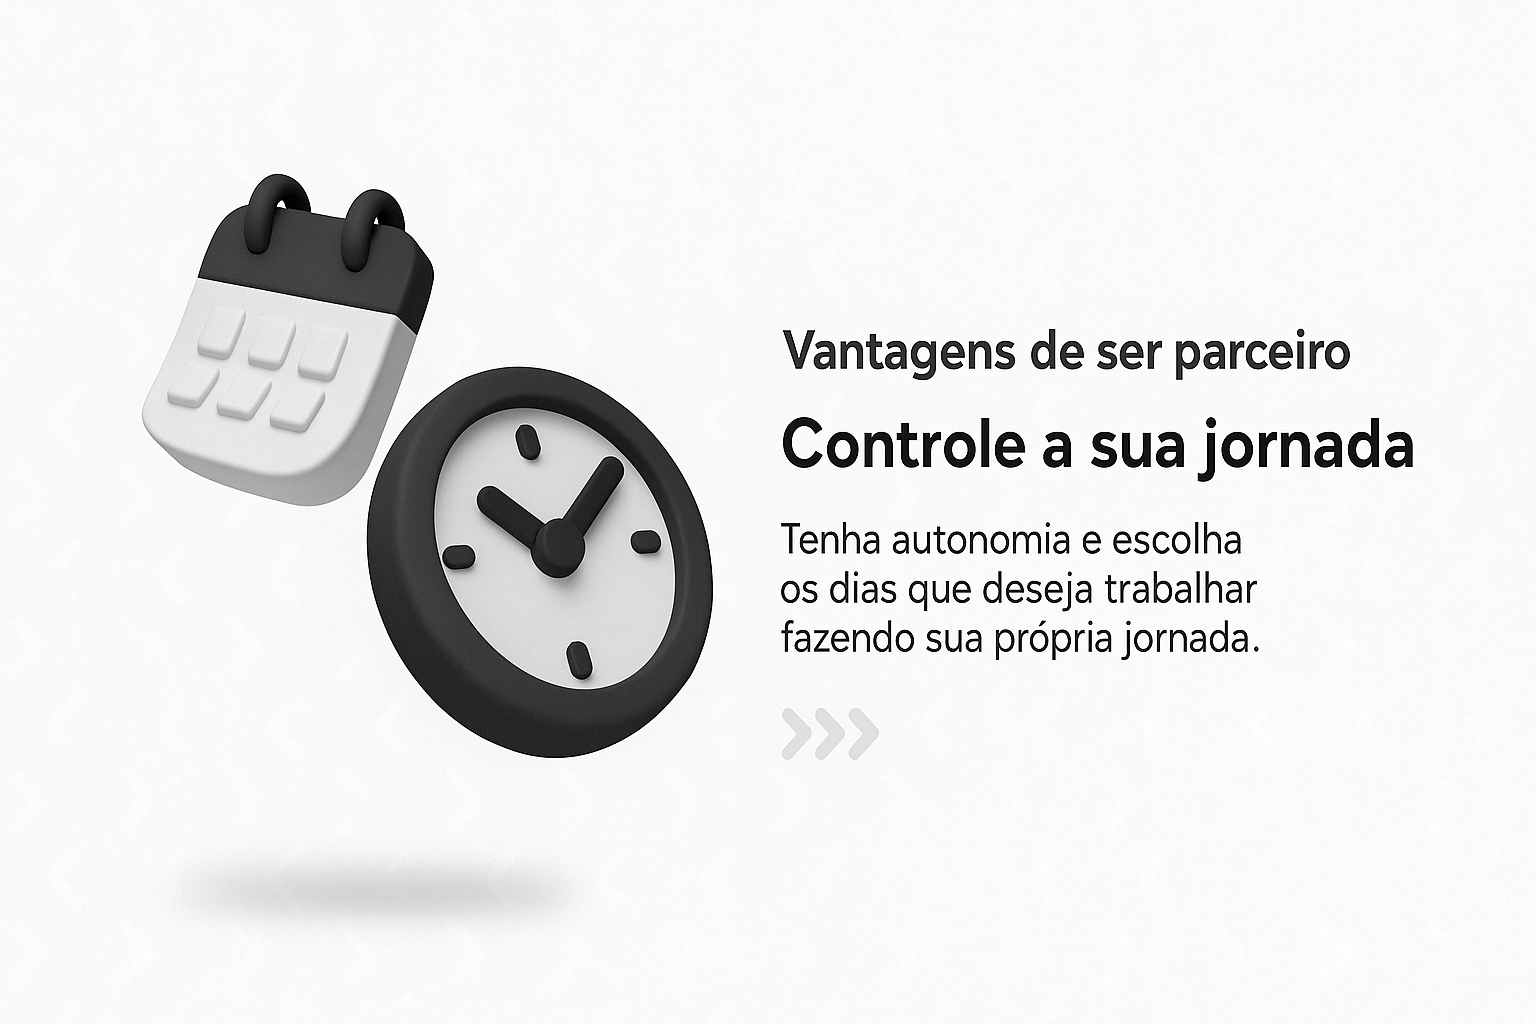 Vantagens de ser parceiro
Controle a sua jornada
Tenha autonomia e escolha
os dias que deseja trabalhar
fazendo sua própria jornada.